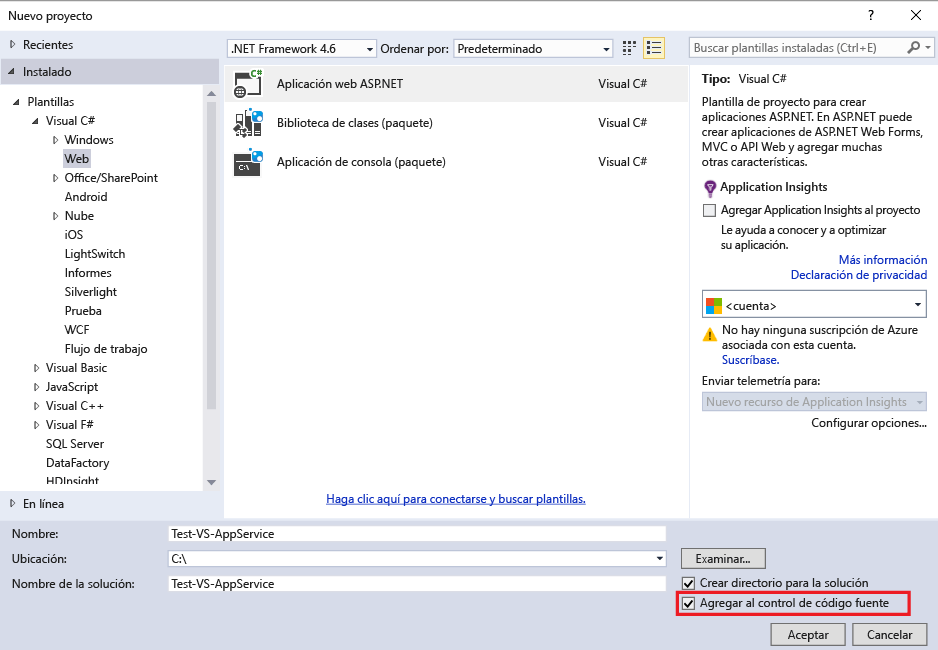 Nuevo proyecto
?
Recientes
.NET Framework 4.6
Ordenar por:
Predeterminado
Buscar plantillas instaladas (Ctrl+E)
Instalado
Plantillas
Visual C#
Windows
Web
Office/SharePoint
Android
Nube
iOS
LightSwitch
Informes
Silverlight
Prueba
WCF
Flujo de trabajo
Visual Basic
JavaScript
Visual C++
Visual F#
SQL Server
DataFactory
HDInsight
En línea
C#
Aplicación web ASP.NET Visual C#
Biblioteca de clases (paquete) Visual C#
C:\
Aplicación de consola (paquete) Visual C#
Haga clic aquí para conectarse y buscar plantillas.
Tipo: Visual C#
Plantilla de proyecto para crear
aplicaciones ASP.NET. En ASP.NET puede
crear aplicaciones de ASP.NET Web Forms,
MVC o API Web y agregar muchas
otras características.
Application Insights
Agregar Application Insights al proyecto
Le ayuda a conocer y a optimizar
su aplicación.
Más información
Declaración de privacidad
<cuenta>
No hay ninguna suscripción de Azure
asociada con esta cuenta.
Suscríbase.
Enviar telemetría para:
Nuevo recurso de Application Insights
Configurar opciones...
Nombre: Test-VS-AppService
Ubicación: C:\
Examinar...
Nombre de la solución: Test-VS-AppService
Crear directorio para la solución
Agregar al control de código fuente
Aceptar
Cancelar